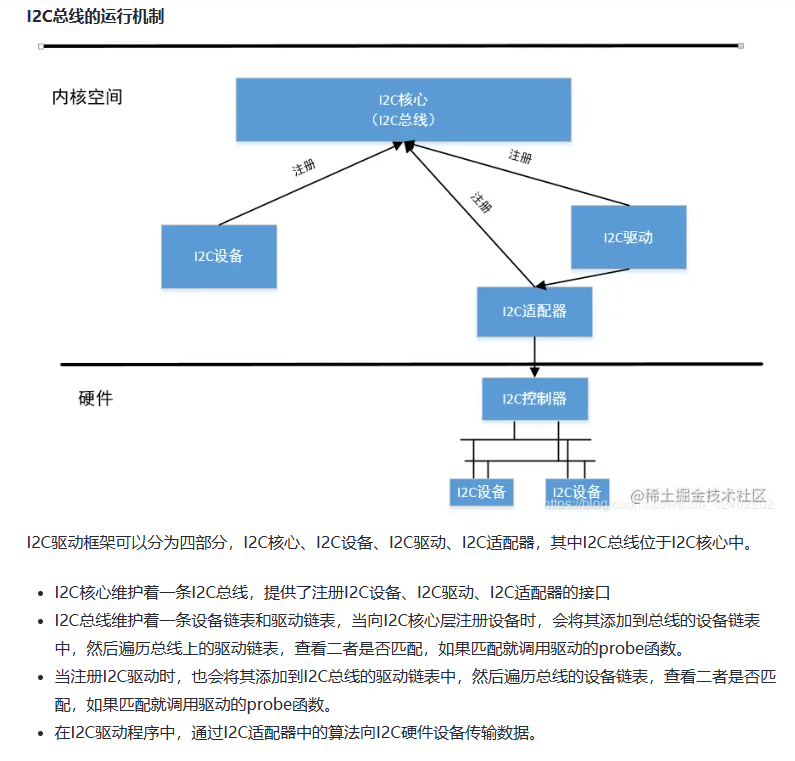 I2C总线的运行机制
内核空间
I2C核心
（I2C总线）
注册
注册
注册
I2C设备
I2C驱动
I2C适配器
硬件
I2C控制器
I2C设备
I2C设备
@稀土掘金技术社区
I2C驱动框架可以分为四部分，I2C核心、I2C设备、I2C驱动、I2C适配器，其中I2C总线位于I2C核心中。
• I2C核心维护着一条I2C总线，提供了注册I2C设备、I2C驱动、I2C适配器的接口
• I2C总线维护着一条设备链表和驱动链表，当向I2C核心层注册设备时，会将其添加到总线的设备链表
中，然后遍历总线上的驱动链表，查看二者是否匹配，如果匹配就调用驱动的probe函数。
• 当注册I2C驱动时，也会将其添加到I2C总线的驱动链表中，然后遍历总线的设备链表，查看二者是否匹
配，如果匹配就调用驱动的probe函数。
• 在I2C驱动程序中，通过I2C适配器中的算法向I2C硬件设备传输数据。